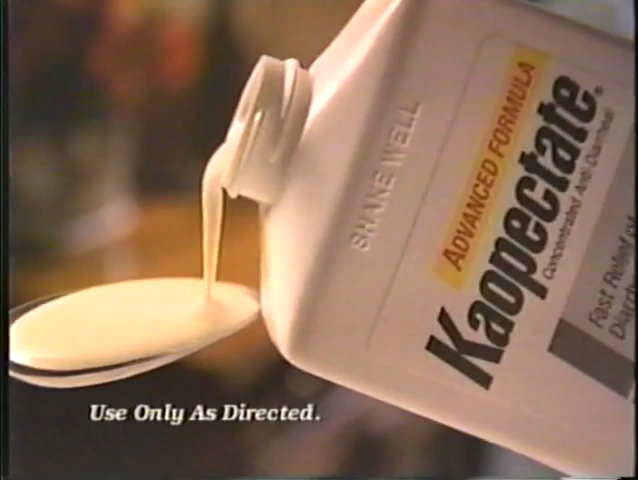 SHAKE WELL
ADVANCED FORMULA
Kaopectate®
Concentrated Anti-Diarrheal
Fast Relief of
Use Only As Directed.